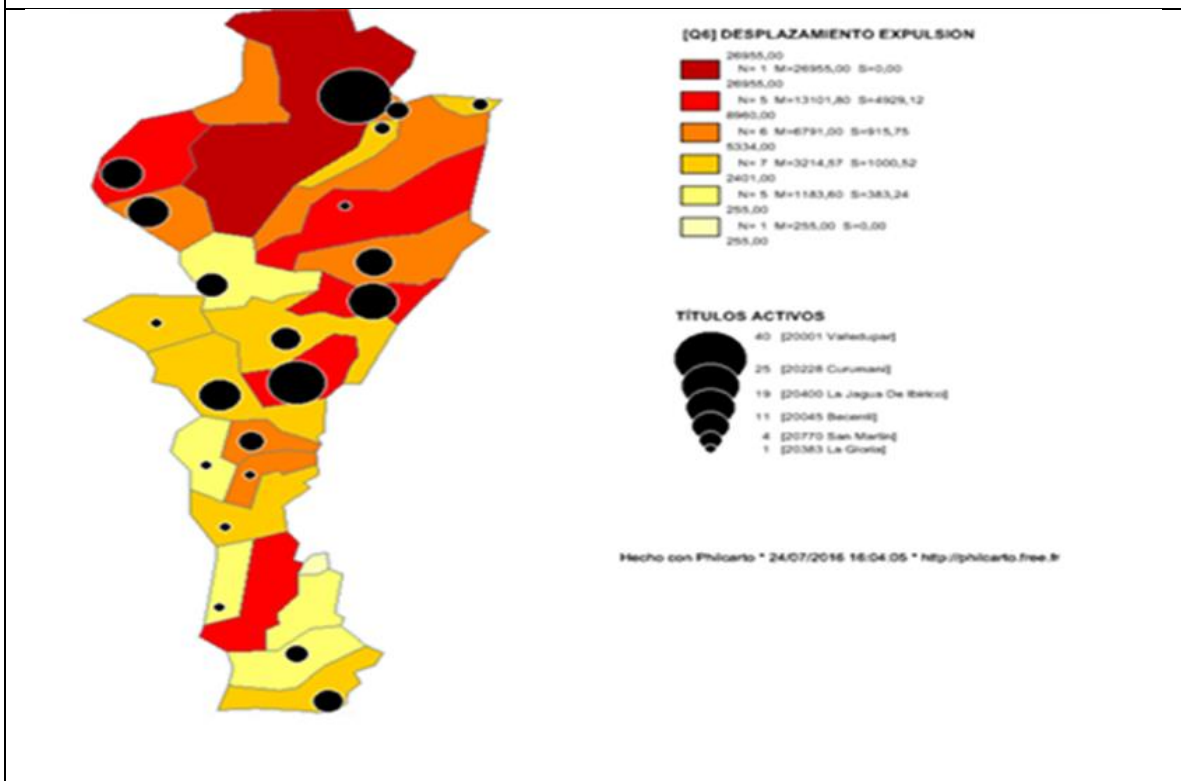 [Q6] DESPLAZAMIENTO EXPULSION
26955,00
N= 1 M=26955,00 S=0,00
26955,00
N= 5 M=13101,80 S=4929,12
8960,00
N= 6 M=6791,00 S=915,75
5334,00
N= 7 M=3214,57 S=1000,52
2401,00
N= 5 M=1183,60 S=383,24
255,00
N= 1 M=255,00 S=0,00
255,00
TÍTULOS ACTIVOS
40 [20001 Valledupar]
25 [20228 Curumaní]
19 [20400 La Jagua De Ibirico]
11 [20045 Becerril]
4 [20770 San Martín]
1 [20383 La Gloria]
Hecho con Philcarto * 24/07/2016 16:04:05 * http://philcarto.free.fr